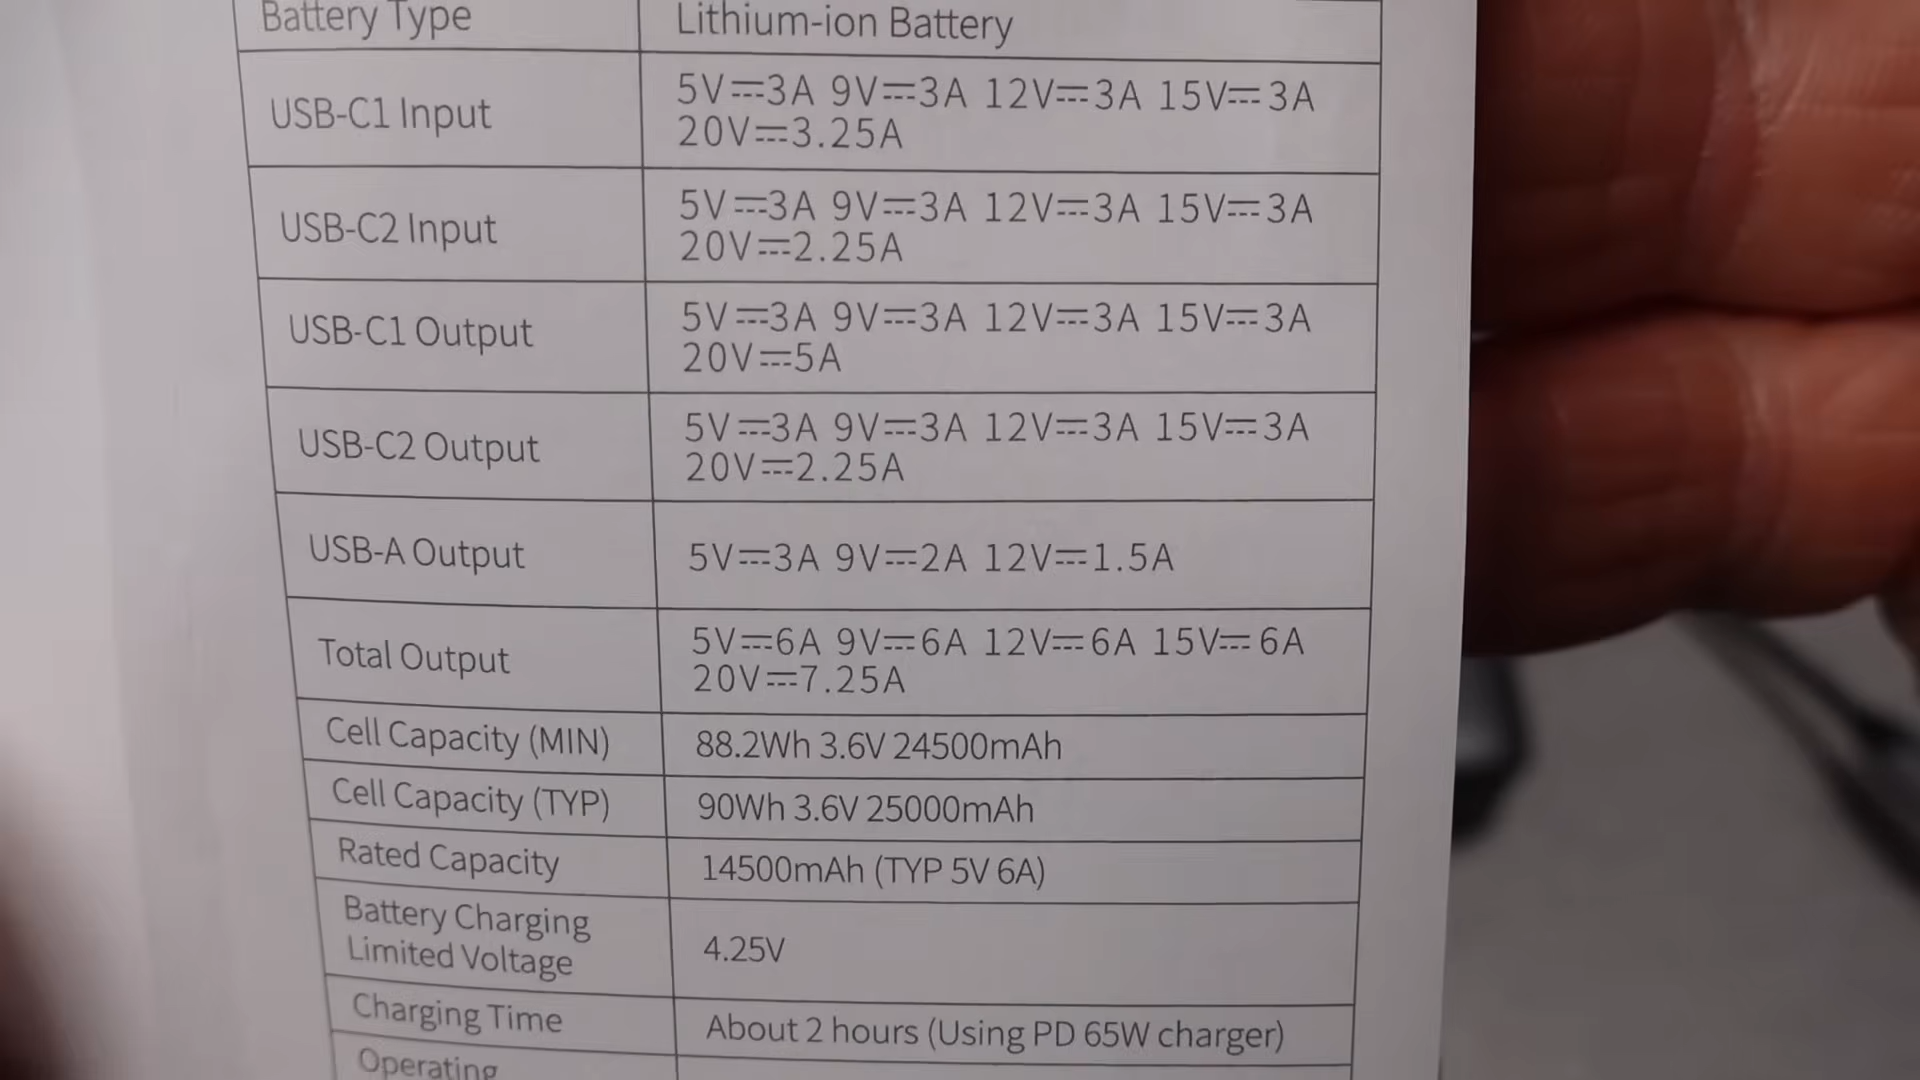 Battery Type
Lithium-ion Battery
USB-C1 Input
5V⎓3A 9V⎓3A 12V⎓3A 15V⎓3A
20V⎓3.25A
USB-C2 Input
5V⎓3A 9V⎓3A 12V⎓3A 15V⎓3A
20V⎓2.25A
USB-C1 Output
5V⎓3A 9V⎓3A 12V⎓3A 15V⎓3A
20V⎓5A
USB-C2 Output
5V⎓3A 9V⎓3A 12V⎓3A 15V⎓3A
20V⎓2.25A
USB-A Output
5V⎓3A 9V⎓2A 12V⎓1.5A
Total Output
5V⎓6A 9V⎓6A 12V⎓6A 15V⎓6A
20V⎓7.25A
Cell Capacity (MIN)
88.2Wh 3.6V 24500mAh
Cell Capacity (TYP)
90Wh 3.6V 25000mAh
Rated Capacity
14500mAh (TYP 5V 6A)
Battery Charging
Limited Voltage
4.25V
Charging Time
About 2 hours (Using PD 65W charger)
Operating